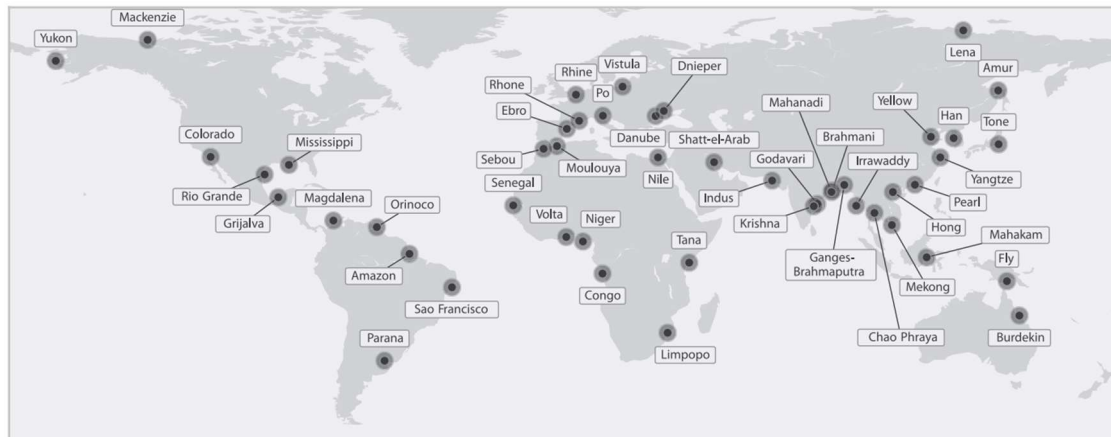 Mackenzie
Yukon
Lena
Amur
Rhine
Vistula
Dnieper
Rhone
Po
Ebro
Mahanadi
Yellow
Han
Tone
Colorado
Mississippi
Danube
Shatt-el-Arab
Brahmani
Sebou
Moulouya
Nile
Godavari
Irrawaddy
Yangtze
Rio Grande
Magdalena
Senegal
Indus
Pearl
Grijalva
Orinoco
Volta
Niger
Krishna
Hong
Tana
Mahakam
Amazon
Ganges-
Brahmaputra
Fly
Congo
Mekong
Sao Francisco
Parana
Limpopo
Chao Phraya
Burdekin